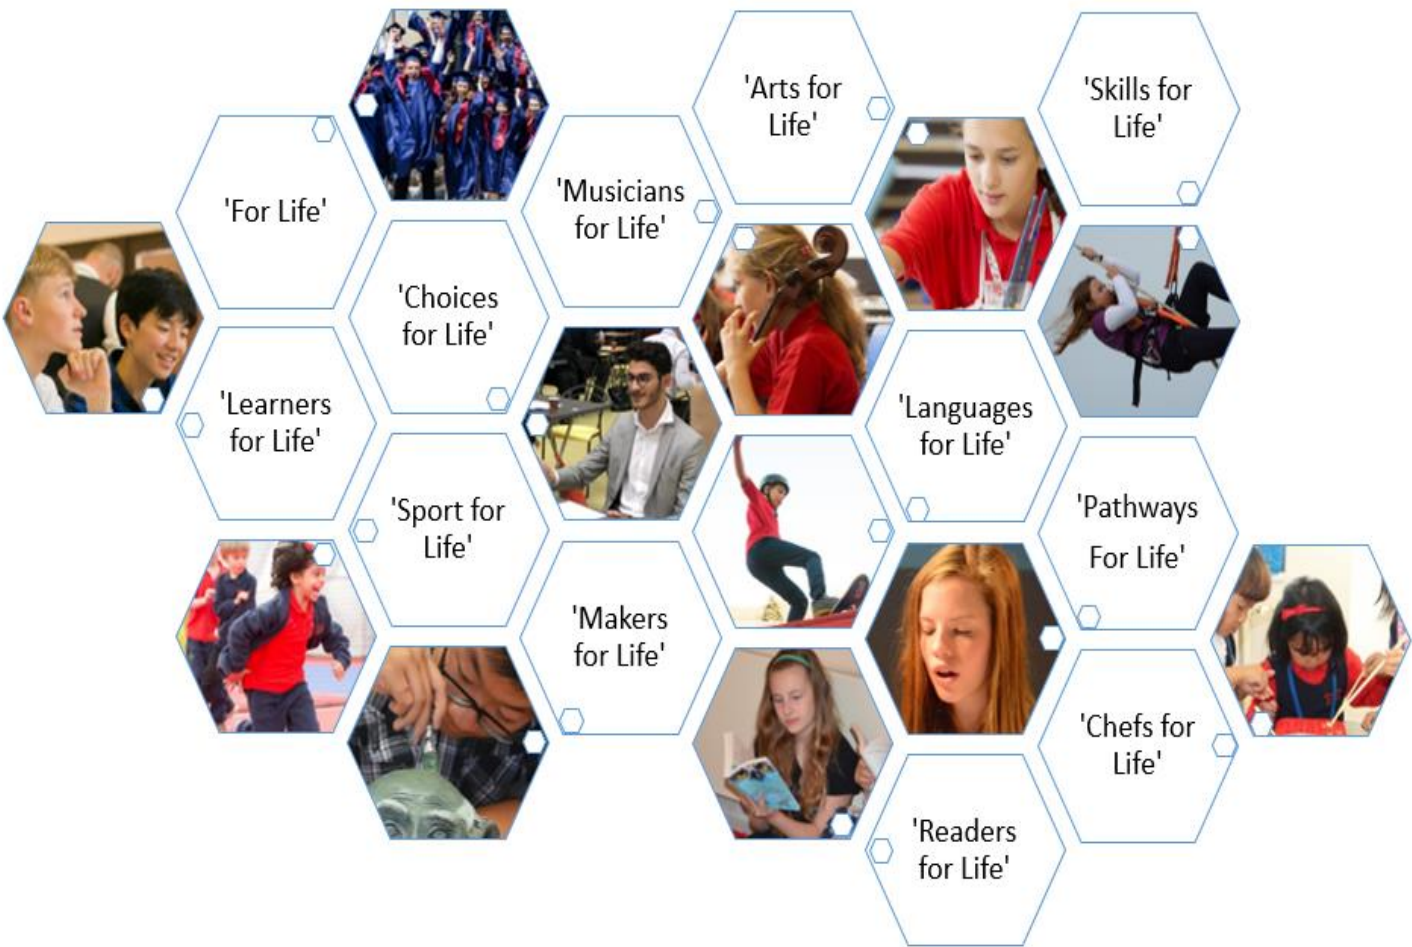 'For Life'
'Learners
for Life'
'Choices
for Life'
'Sport for
Life'
'Musicians
for Life'
'Makers
for Life'
'Arts for
Life'
'Languages
for Life'
'Readers
for Life'
'Skills for
Life'
'Pathways
For Life'
'Chefs for
Life'